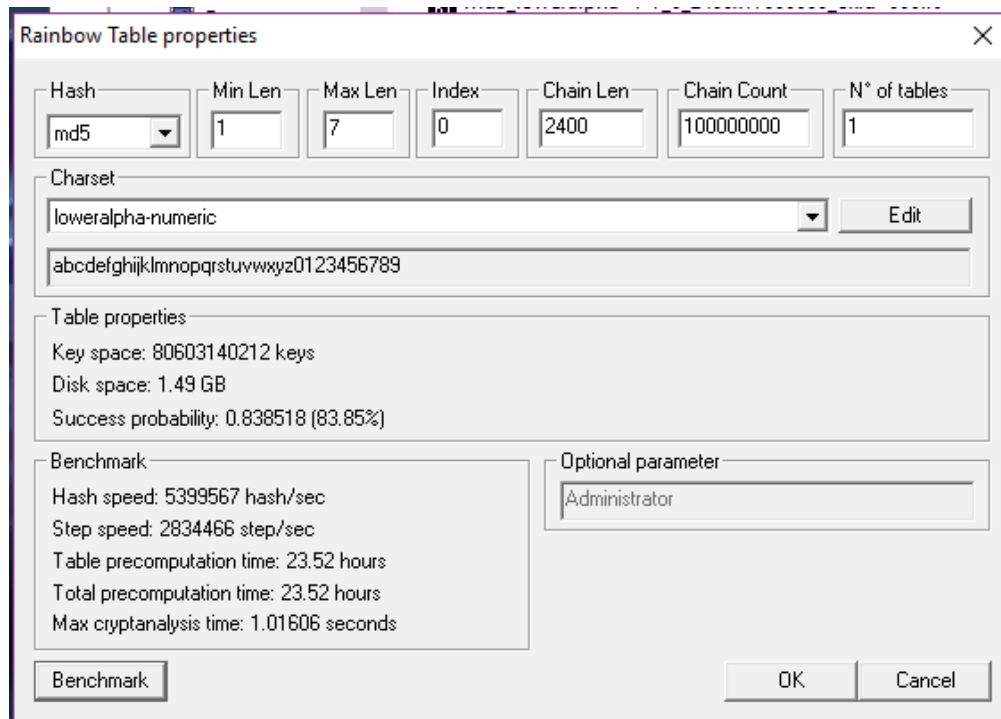 Rainbow Table properties
Hash
Min Len
Max Len
Index
Chain Len
Chain Count
N° of tables
md5
1
7
0
2400
100000000
1
Charset
loweralpha-numeric
Edit
abcdefghijklmnopqrstuvwxyz0123456789
Table properties
Key space: 80603140212 keys
Disk space: 1.49 GB
Success probability: 0.838518 (83.85%)
Benchmark
Hash speed: 5399567 hash/sec
Step speed: 2834466 step/sec
Table precomputation time: 23.52 hours
Total precomputation time: 23.52 hours
Max cryptanalysis time: 1.01606 seconds
Optional parameter
Administrator
Benchmark
OK
Cancel